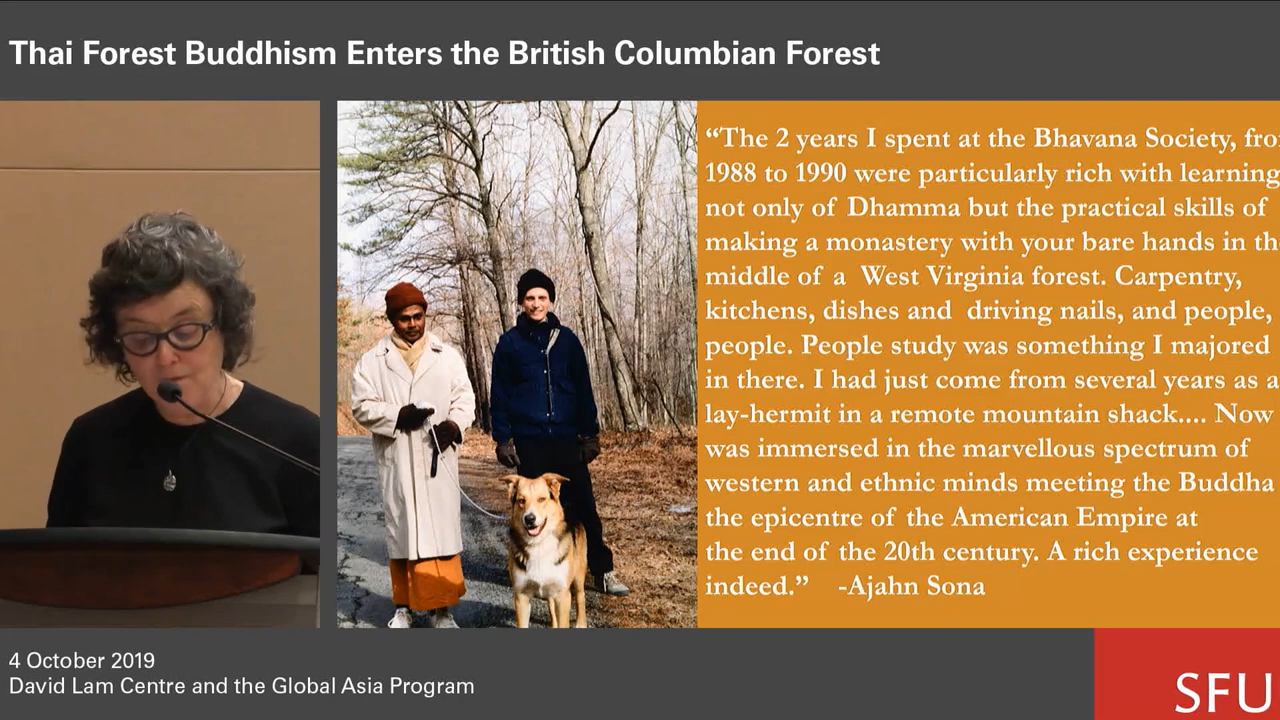 Thai Forest Buddhism Enters the British Columbian Forest
“The 2 years I spent at the Bhavana Society, fro
1988 to 1990 were particularly rich with learning
not only of Dhamma but the practical skills of
making a monastery with your bare hands in th
middle of a West Virginia forest. Carpentry,
kitchens, dishes and driving nails, and people,
people. People study was something I majored
in there. I had just come from several years as a
lay-hermit in a remote mountain shack.... Now
was immersed in the marvellous spectrum of
western and ethnic minds meeting the Buddha
the epicentre of the American Empire at
the end of the 20th century. A rich experience
indeed.” -Ajahn Sona
4 October 2019
David Lam Centre and the Global Asia Program
SFU